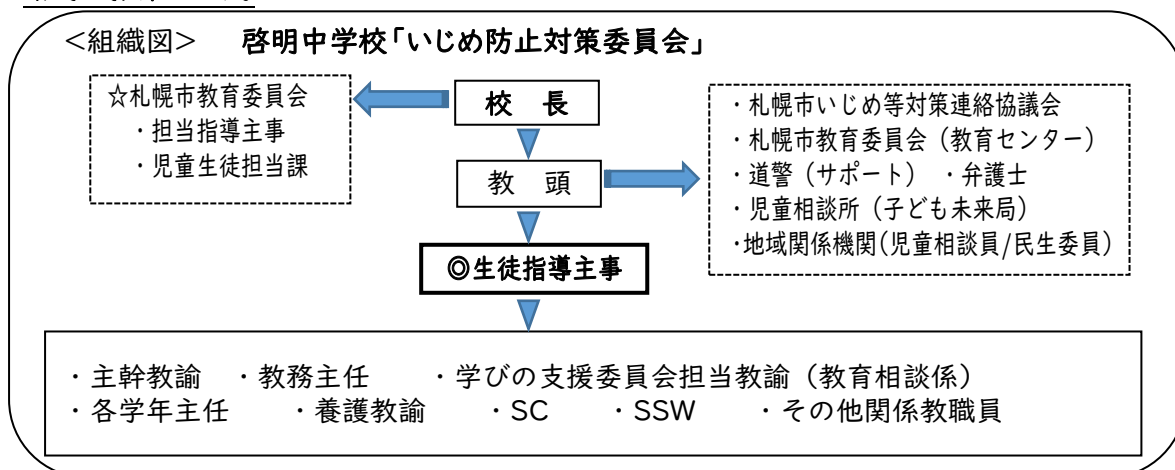 <組織図> 啓明中学校「いじめ防止対策委員会」
☆札幌市教育委員会
・担当指導主事
・児童生徒担当課
校 長
教 頭
・札幌市いじめ等対策連絡協議会
・札幌市教育委員会（教育センター）
・道警（サポート） ・弁護士
・児童相談所（子ども未来局）
・地域関係機関(児童相談員/民生委員)
◎生徒指導主事
・主幹教諭 ・教務主任 ・学びの支援委員会担当教諭（教育相談係）
・各学年主任 ・養護教諭 ・SC ・SSW ・その他関係教職員